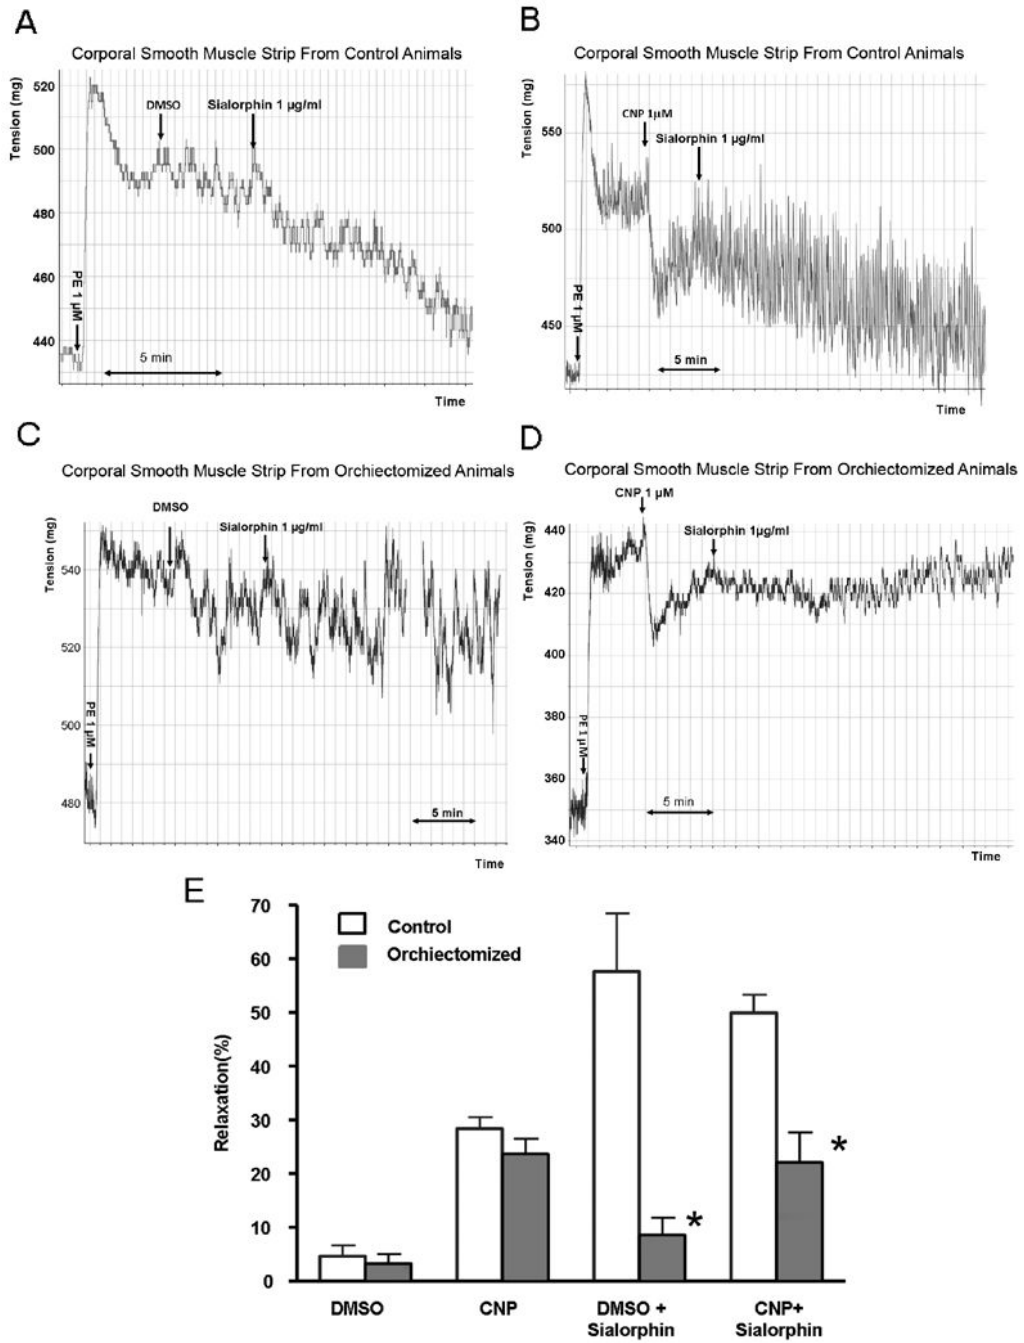 A
Corporal Smooth Muscle Strip From Control Animals
Tension (mg)
520
500
480
460
440
DMSO
Sialorphin 1 µg/ml
PE 1 µM
5 min
Time
B
Corporal Smooth Muscle Strip From Control Animals
Tension (mg)
550
500
450
CNP 1µM
Sialorphin 1 µg/ml
PE 1 µM
5 min
Time
C
Corporal Smooth Muscle Strip From Orchiectomized Animals
Tension (mg)
540
520
500
480
DMSO
Sialorphin 1 µg/ml
PE 1 µM
5 min
Time
D
Corporal Smooth Muscle Strip From Orchiectomized Animals
Tension (mg)
440
420
400
380
360
340
CNP 1 µM
Sialorphin 1µg/ml
PE 1 µM
5 min
Time
E
Relaxation(%)
70
60
50
40
30
20
10
0
Control
Orchiectomized
*
*
DMSO
CNP
DMSO +
Sialorphin
CNP+
Sialorphin